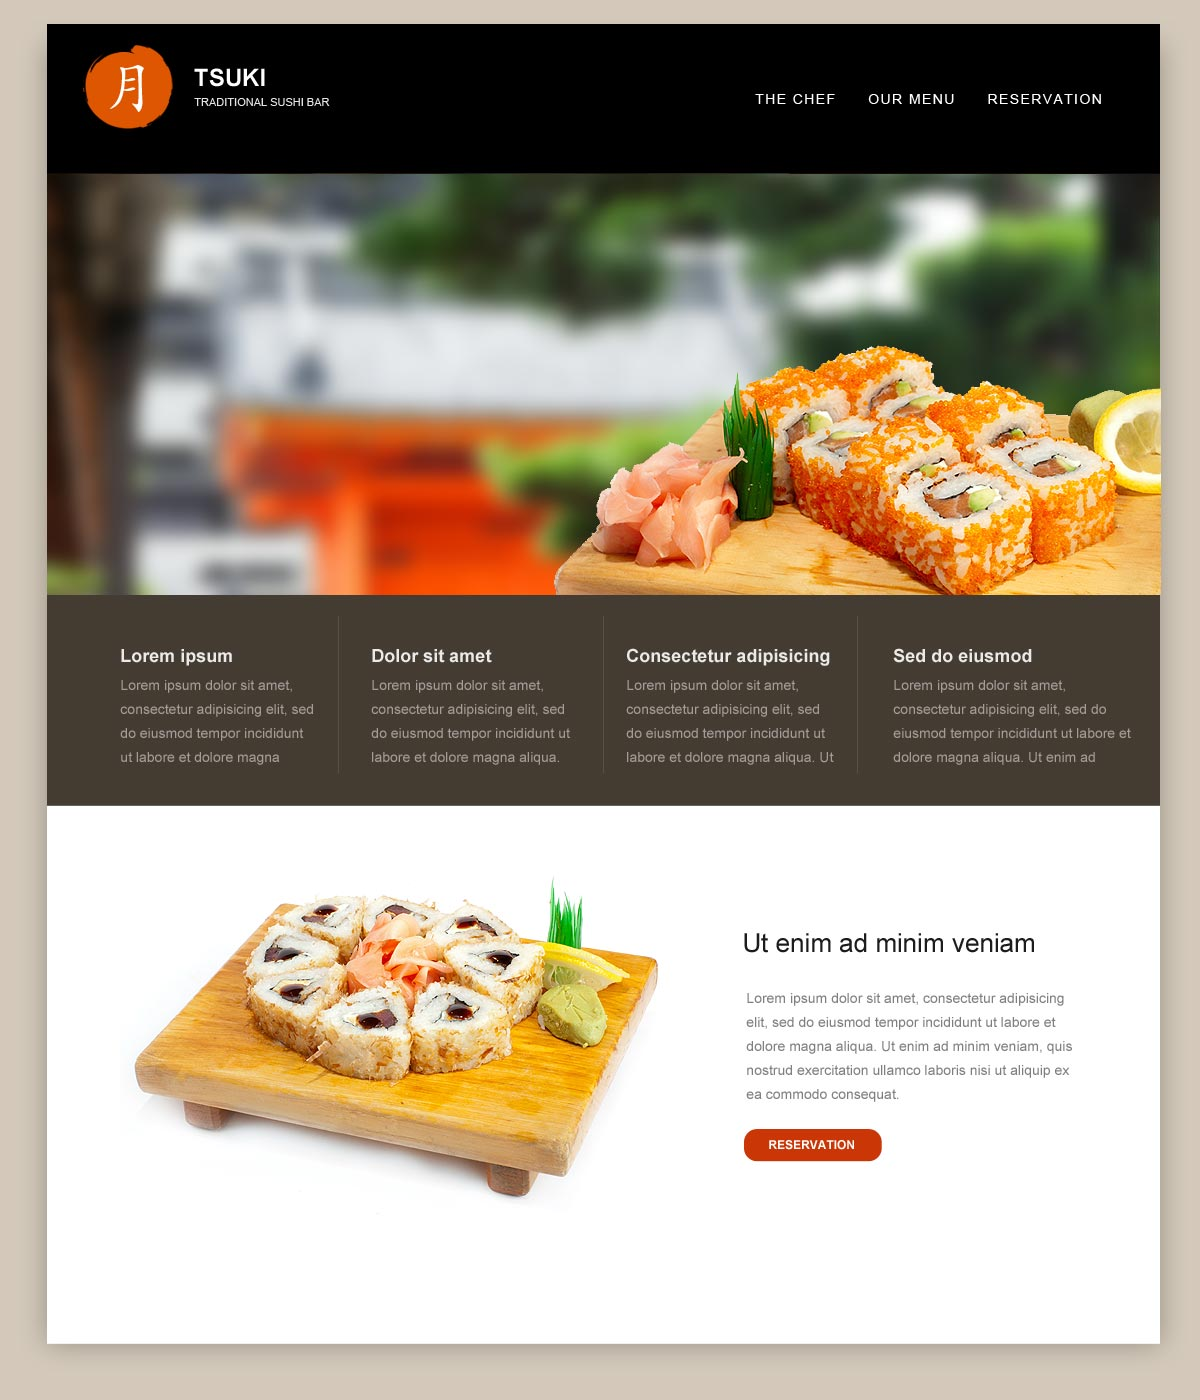 月
TSUKI
TRADITIONAL SUSHI BAR
THE CHEF OUR MENU RESERVATION
Lorem ipsum
Lorem ipsum dolor sit amet,
consectetur adipisicing elit, sed
do eiusmod tempor incididunt
ut labore et dolore magna
Dolor sit amet
Lorem ipsum dolor sit amet,
consectetur adipisicing elit, sed
do eiusmod tempor incididunt ut
labore et dolore magna aliqua.
Consectetur adipisicing
Lorem ipsum dolor sit amet,
consectetur adipisicing elit, sed
do eiusmod tempor incididunt ut
labore et dolore magna aliqua. Ut
Sed do eiusmod
Lorem ipsum dolor sit amet,
consectetur adipisicing elit, sed do
eiusmod tempor incididunt ut labore et
dolore magna aliqua. Ut enim ad
Ut enim ad minim veniam
Lorem ipsum dolor sit amet, consectetur adipisicing
elit, sed do eiusmod tempor incididunt ut labore et
dolore magna aliqua. Ut enim ad minim veniam, quis
nostrud exercitation ullamco laboris nisi ut aliquip ex
ea commodo consequat.
RESERVATION